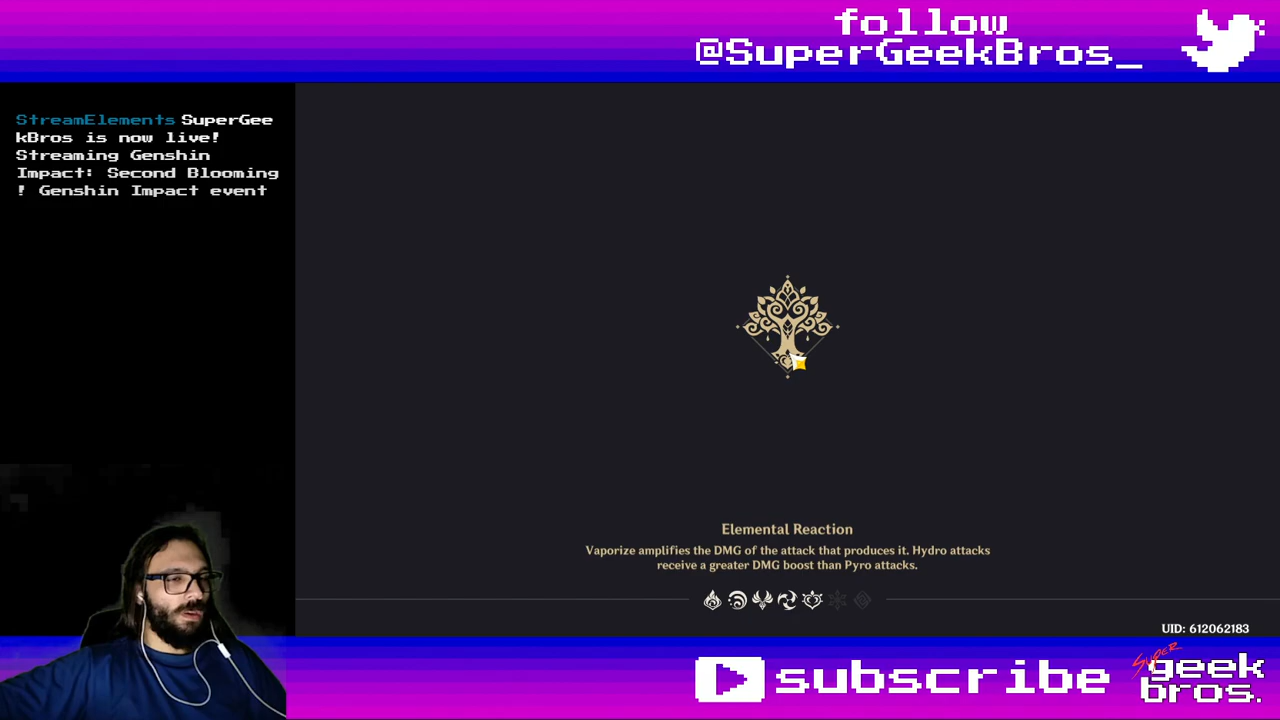 follow
@SuperGeekBros_
StreamElements SuperGee
kBros is now live!
Streaming Genshin
Impact: Second Blooming
! Genshin Impact event
Elemental Reaction
Vaporize amplifies the DMG of the attack that produces it. Hydro attacks
receive a greater DMG boost than Pyro attacks.
UID: 612062183
subscribe
SUPER
geek
bros.